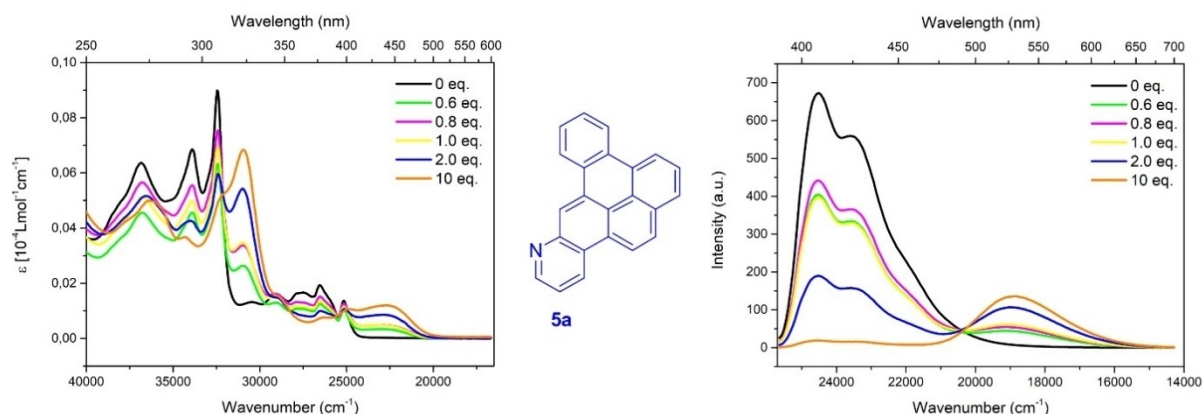 Wavelength (nm)
250 300 350 400 450 500 550 600
0,10
0,08
0,06
0,04
0,02
0,00
ε [10⁻⁴Lmol⁻¹cm⁻¹]
0 eq.
0.6 eq.
0.8 eq.
1.0 eq.
2.0 eq.
10 eq.
40000 35000 30000 25000 20000
Wavenumber (cm⁻¹)
N
5a
Wavelength (nm)
400 450 500 550 600 650 700
700
600
500
400
300
200
100
0
Intensity (a.u.)
0 eq.
0.6 eq.
0.8 eq.
1.0 eq.
2.0 eq.
10 eq.
24000 22000 20000 18000 16000 14000
Wavenumber (cm⁻¹)